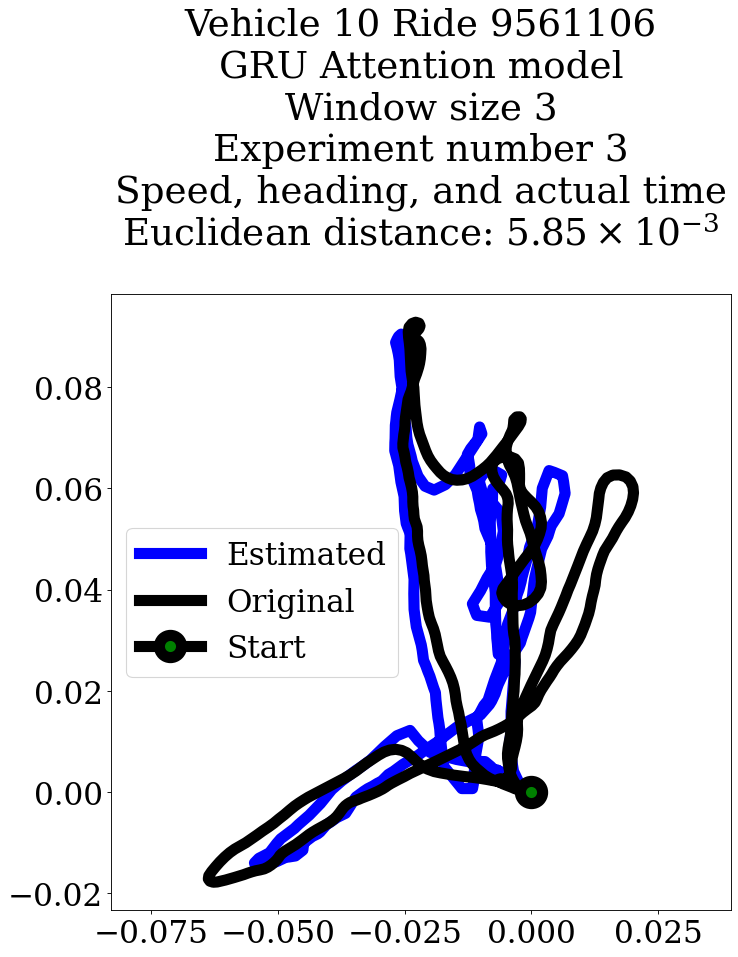 Vehicle 10 Ride 9561106
GRU Attention model
Window size 3
Experiment number 3
Speed, heading, and actual time
Euclidean distance: 5.85 × 10⁻³
0.08
0.06
0.04
0.02
0.00
−0.02
Estimated
Original
Start
−0.075 −0.050 −0.025 0.000 0.025